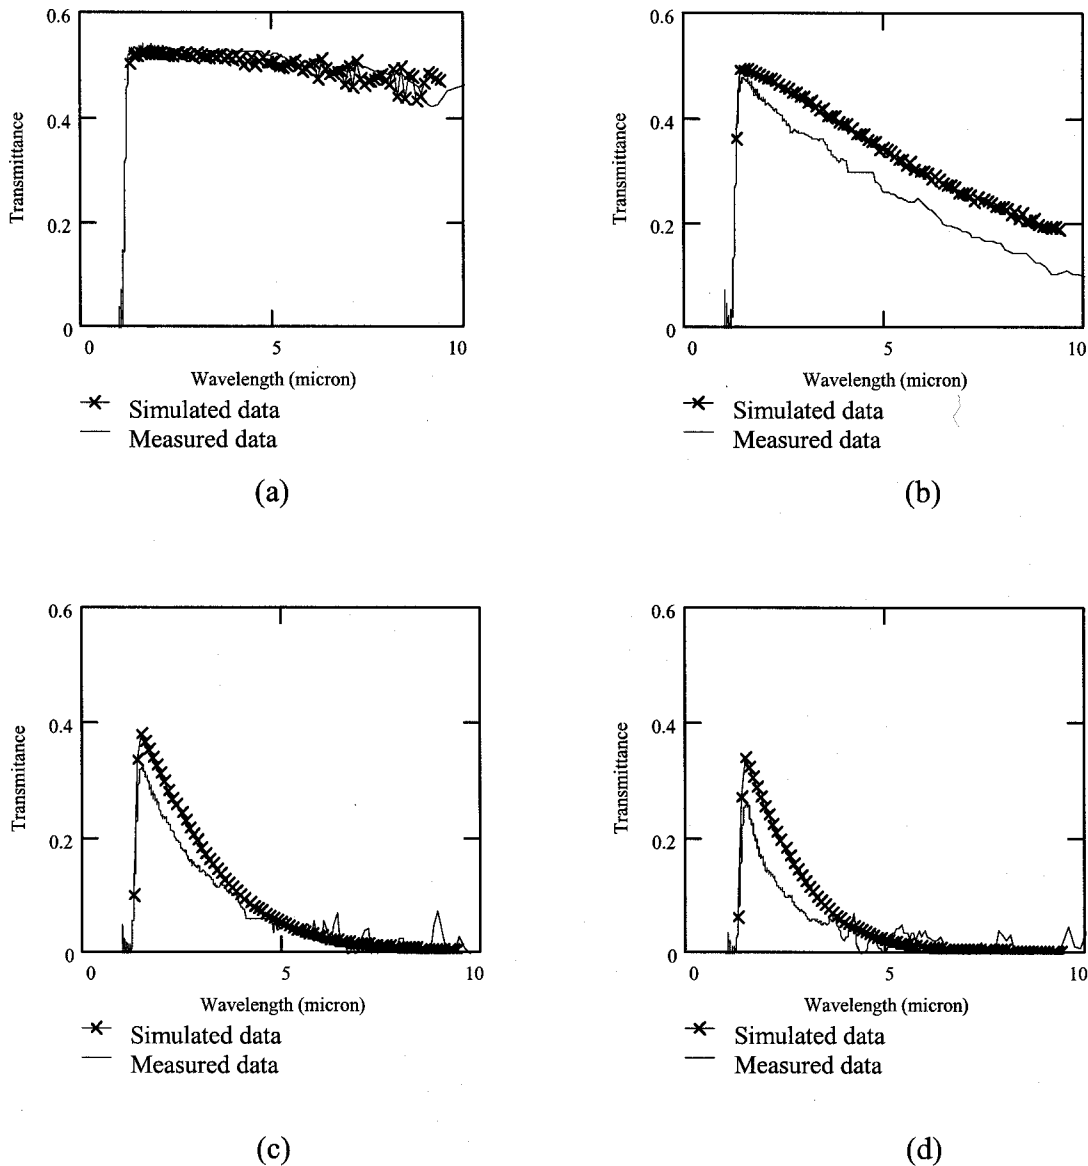 0.6
0.4
0.2
0
Transmittance
0
5
10
Wavelength (micron)
Simulated data
Measured data
(a)
0.6
0.4
0.2
0
Transmittance
0
5
10
Wavelength (micron)
Simulated data
Measured data
(b)
0.6
0.4
0.2
0
Transmittance
0
5
10
Wavelength (micron)
Simulated data
Measured data
(c)
0.6
0.4
0.2
0
Transmittance
0
5
10
Wavelength (micron)
Simulated data
Measured data
(d)